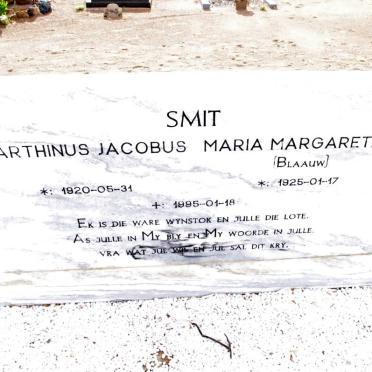 SMIT
ARTHINUS JACOBUS MARIA MARGARET
[BLAAUW]
*: 1920-05-31 *: 1925-01-17
+: 1995-01-18
EK IS DIE WARE WYNSTOK EN JULLE DIE LOTE.
AS JULLE IN MY BLY EN MY WOORDE IN JULLE.
VRA WAT JULLE WIL EN JULLE SAL DIT KRY.